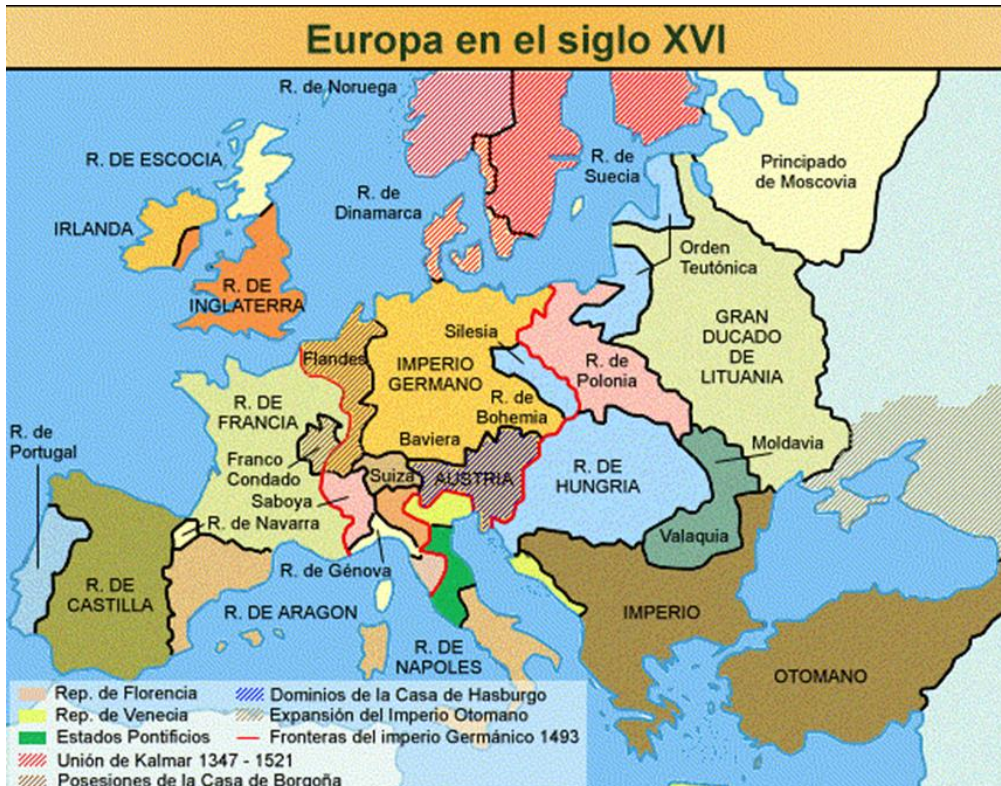 Europa en el siglo XVI
R. de Noruega
R. DE ESCOCIA
R. de
Suecia
Principado
de Moscovia
R. de
Dinamarca
IRLANDA
Orden
Teutónica
R. DE
INGLATERRA
GRAN
DUCADO
DE
LITUANIA
Silesia
Flandes
IMPERIO
GERMANO
R. de
Polonia
R. DE
FRANCIA
R. de
Bohemia
R. de
Portugal
Baviera
Moldavia
Franco
Condado
Suiza
AUSTRIA
R. DE
HUNGRIA
Saboya
R. de Navarra
Valaquia
R. de Génova
R. DE
CASTILLA
R. DE ARAGON
IMPERIO
R. DE
NAPOLES
OTOMANO
Rep. de Florencia
Rep. de Venecia
Estados Pontificios
Unión de Kalmar 1347 - 1521
Posesiones de la Casa de Borgoña
Dominios de la Casa de Hasburgo
Expansión del Imperio Otomano
Fronteras del imperio Germánico 1493